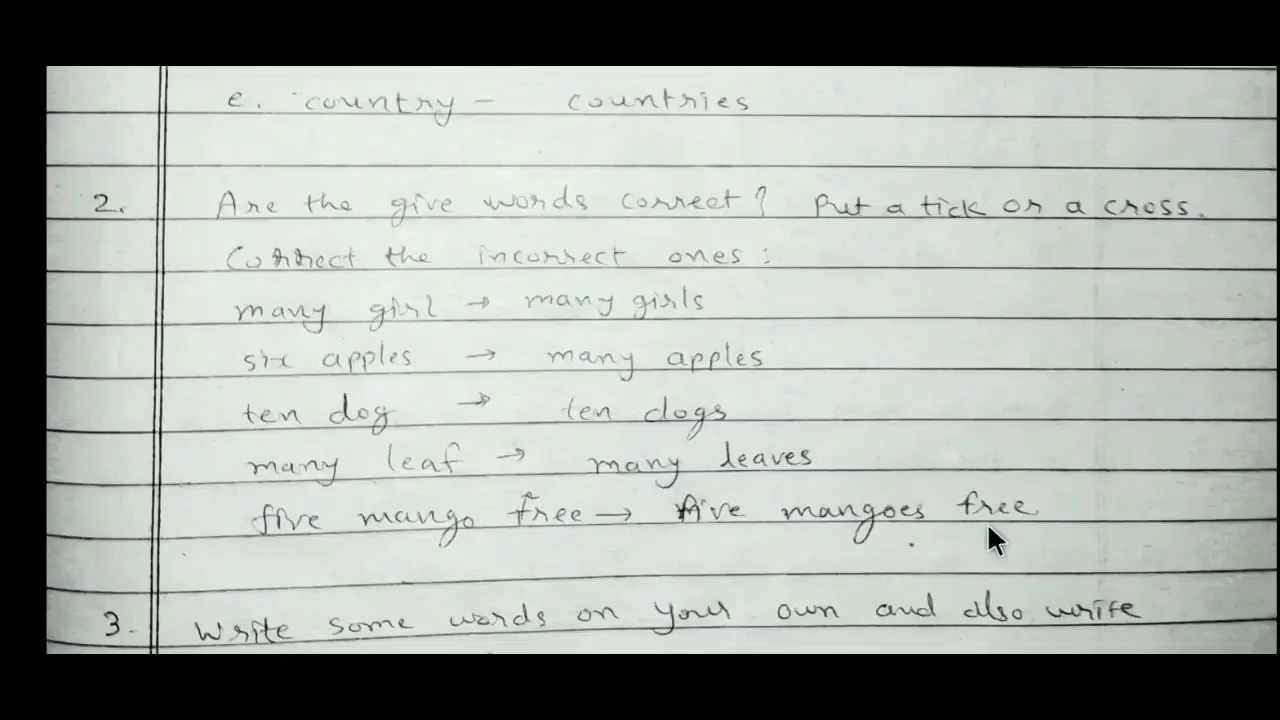 e. country - countries
2. Are the give words correct? Put a tick or a cross.
Correct the incorrect ones:
many girl → many girls
six apples → many apples
ten dog → ten dogs
many leaf → many leaves
five mango free → five mangoes free
3. Write some words on your own and also write